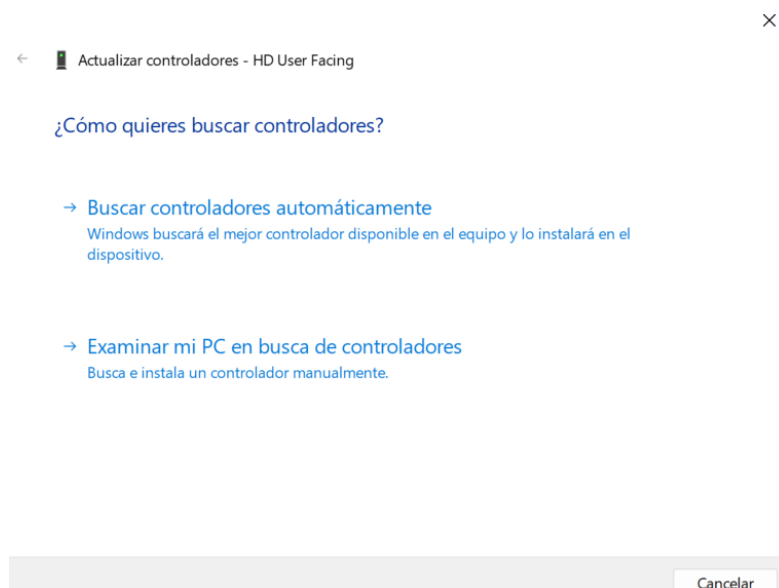 Actualizar controladores - HD User Facing
¿Cómo quieres buscar controladores?
→ Buscar controladores automáticamente
Windows buscará el mejor controlador disponible en el equipo y lo instalará en el
dispositivo.
→ Examinar mi PC en busca de controladores
Busca e instala un controlador manualmente.
Cancelar